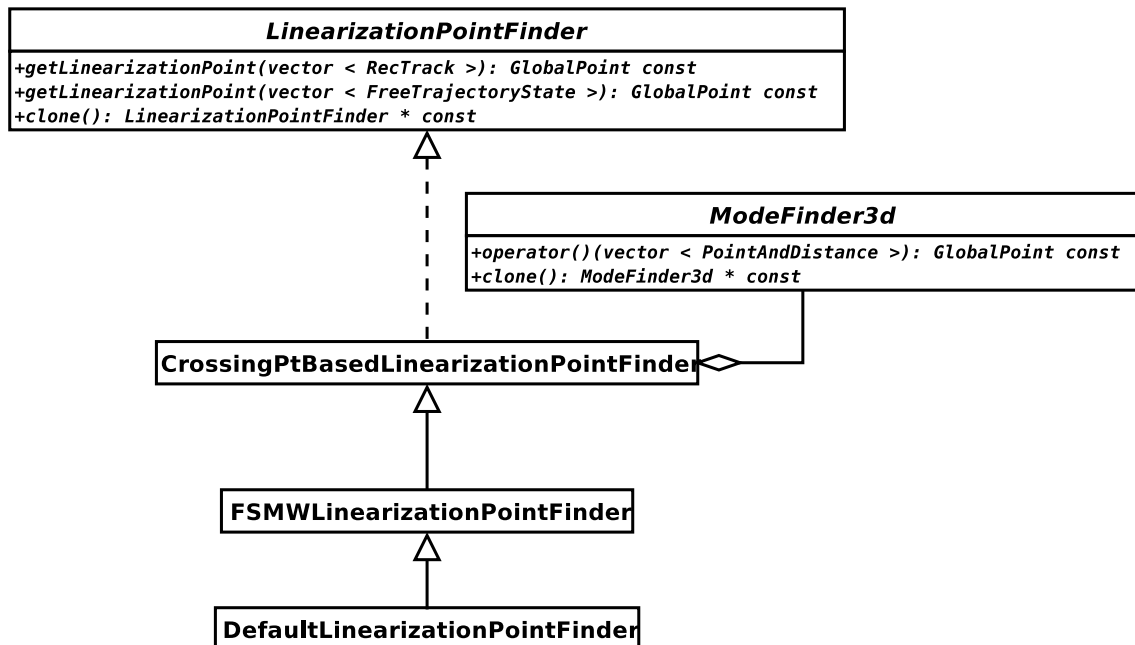 LinearizationPointFinder
+getLinearizationPoint(vector < RecTrack >): GlobalPoint const
+getLinearizationPoint(vector < FreeTrajectoryState >): GlobalPoint const
+clone(): LinearizationPointFinder * const
ModeFinder3d
+operator()(vector < PointAndDistance >): GlobalPoint const
+clone(): ModeFinder3d * const
CrossingPtBasedLinearizationPointFinder
FSMWLinearizationPointFinder
DefaultLinearizationPointFinder